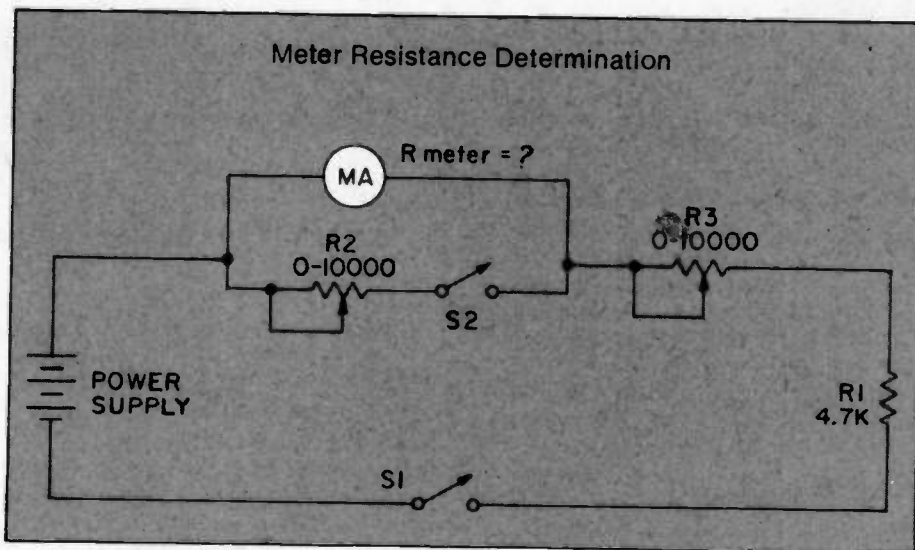 Meter Resistance Determination
R meter = ?
MA
R2
0-10000
S2
R3
0-10000
POWER
SUPPLY
R1
4.7K
S1